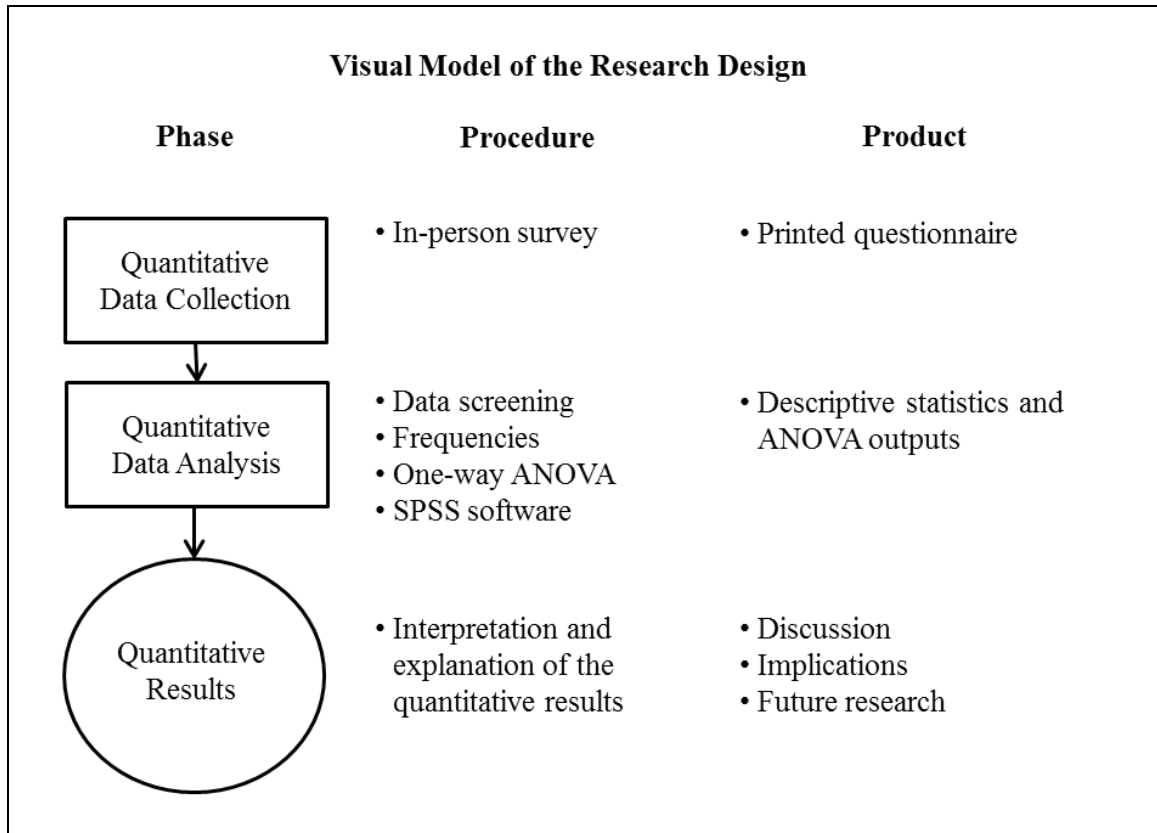 Visual Model of the Research Design
Phase
Procedure
Product
Quantitative
Data Collection
• In-person survey
• Printed questionnaire
Quantitative
Data Analysis
• Data screening
• Frequencies
• One-way ANOVA
• SPSS software
• Descriptive statistics and
ANOVA outputs
Quantitative
Results
• Interpretation and
explanation of the
quantitative results
• Discussion
• Implications
• Future research